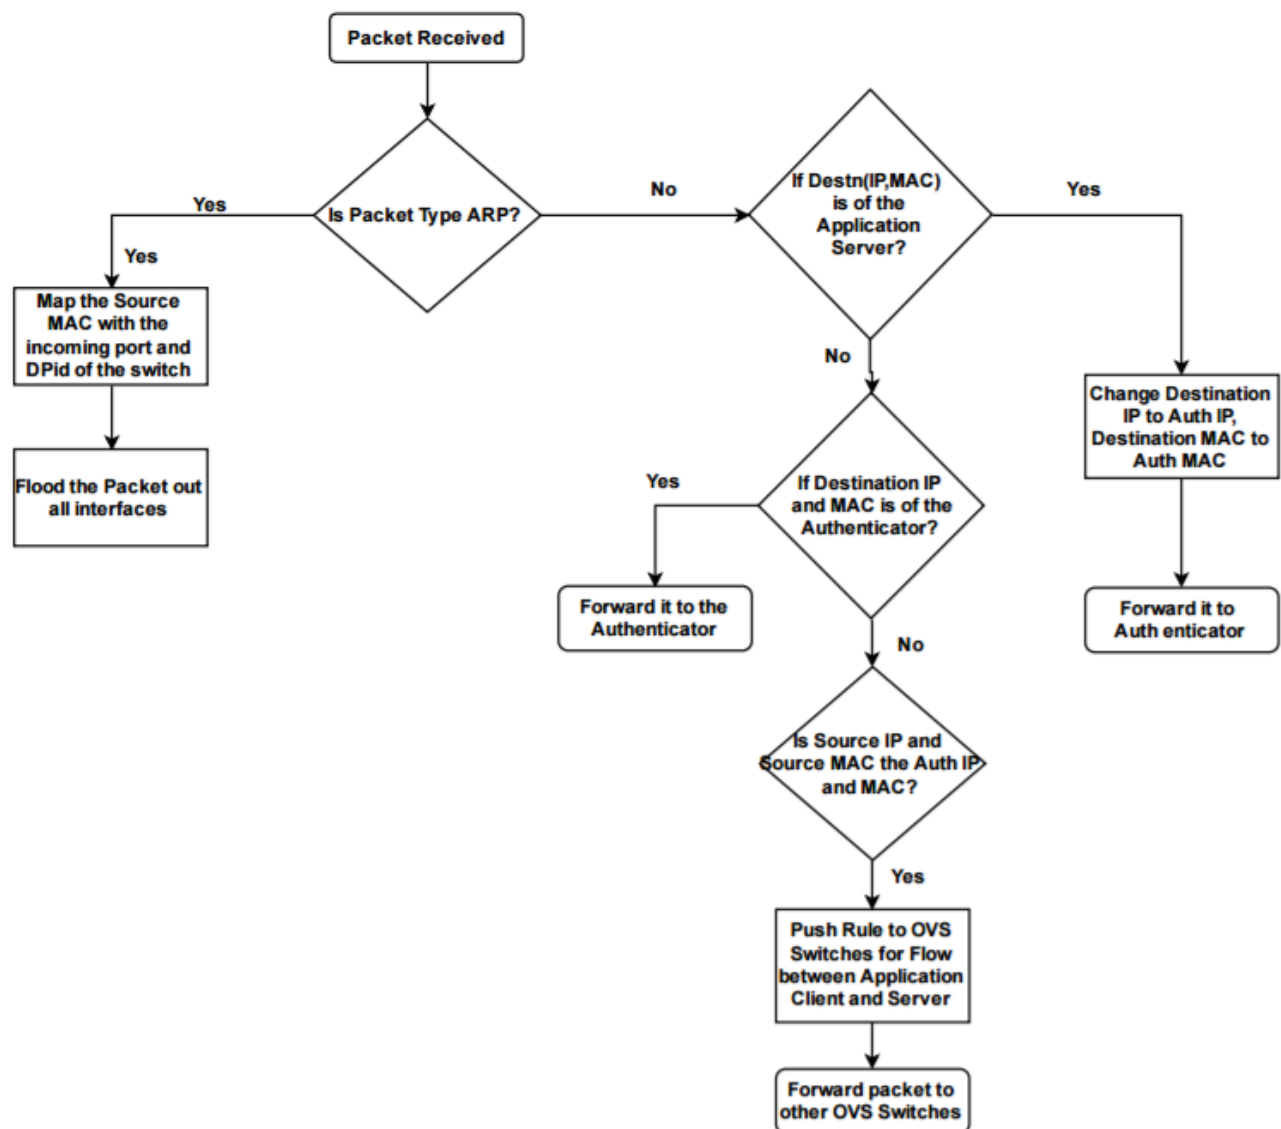 Packet Received
Is Packet Type ARP?
Yes
Yes
Map the Source
MAC with the
incoming port and
DPid of the switch
Flood the Packet out
all interfaces
No
If Destn(IP,MAC)
is of the
Application
Server?
Yes
Change Destination
IP to Auth IP,
Destination MAC to
Auth MAC
Forward it to
Auth enticator
No
If Destination IP
and MAC is of the
Authenticator?
Yes
Forward it to the
Authenticator
No
Is Source IP and
Source MAC the Auth IP
and MAC?
Yes
Push Rule to OVS
Switches for Flow
between Application
Client and Server
Forward packet to
other OVS Switches